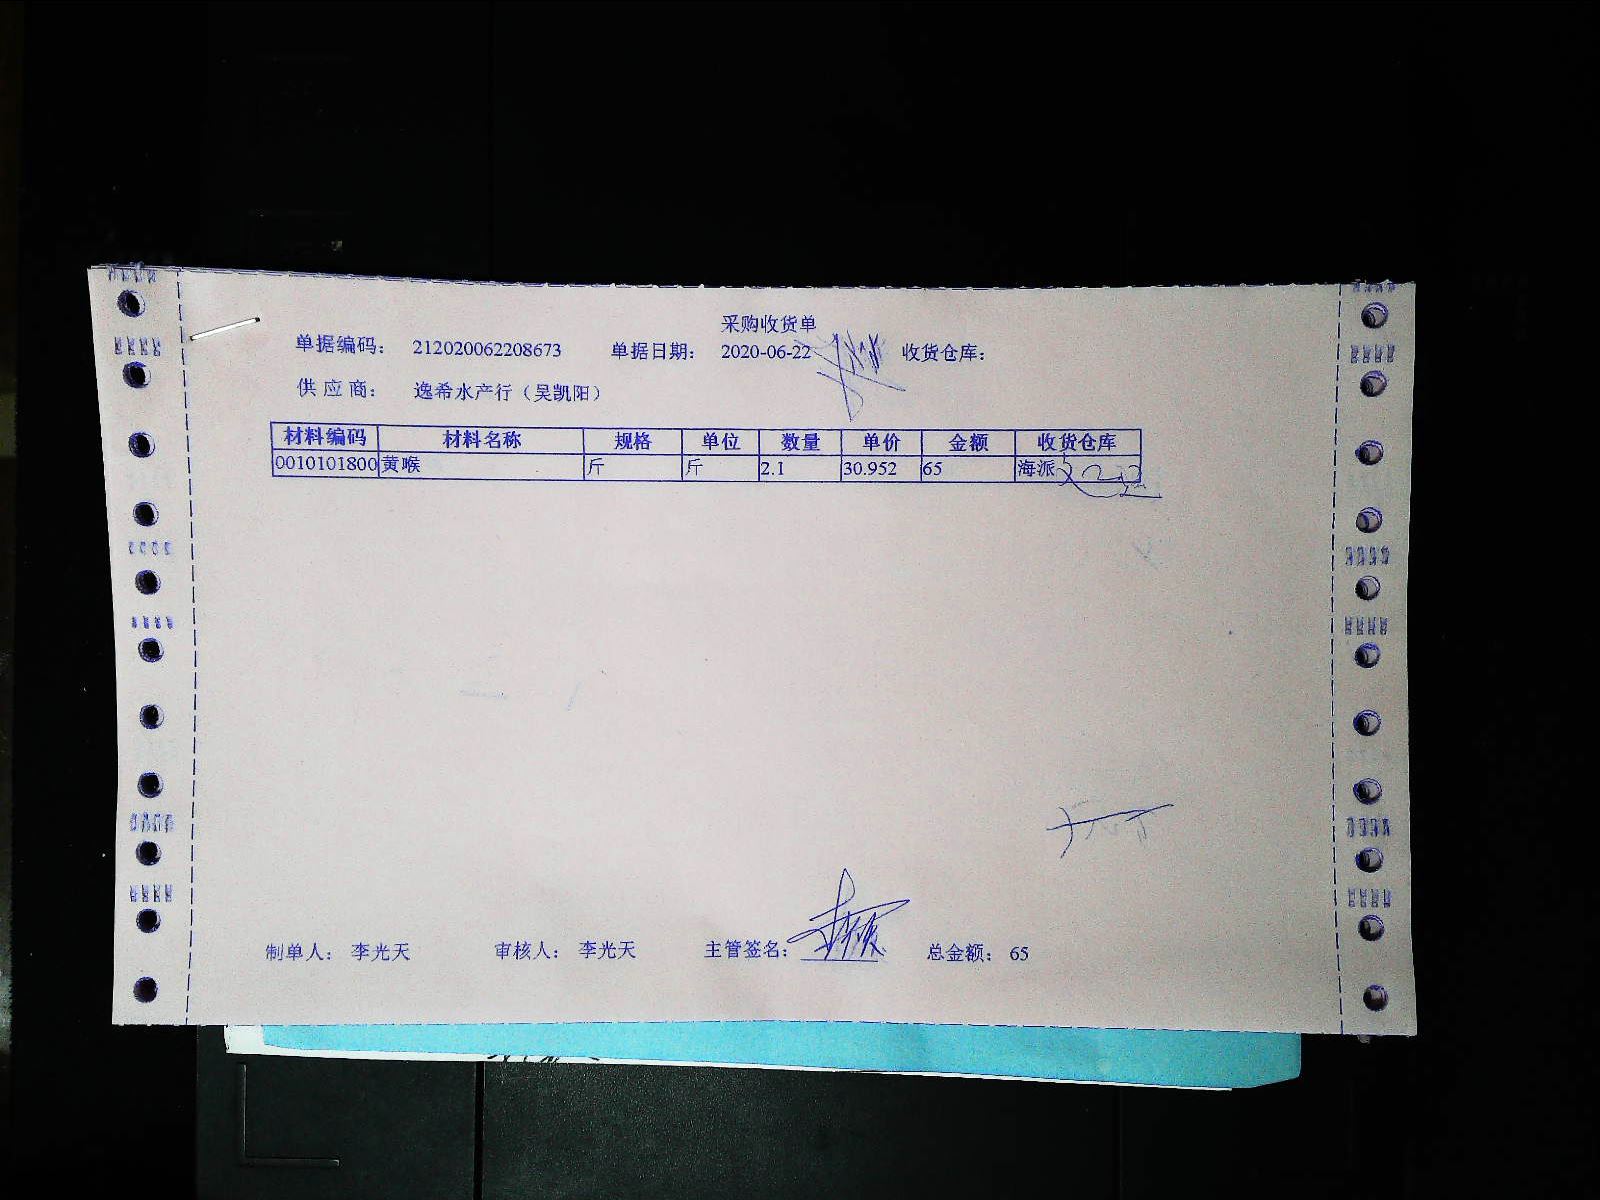 采购收货单
单据编码： 212020062208673 单据日期： 2020-06-22 收货仓库：
供应商： 逸希水产行（吴凯阳）
材料编码 材料名称 规格 单位 数量 单价 金额 收货仓库
0010101800 黄喉 斤 斤 2.1 30.952 65 海派
制单人： 李光天 审核人： 李光天 主管签名： 总金额： 65